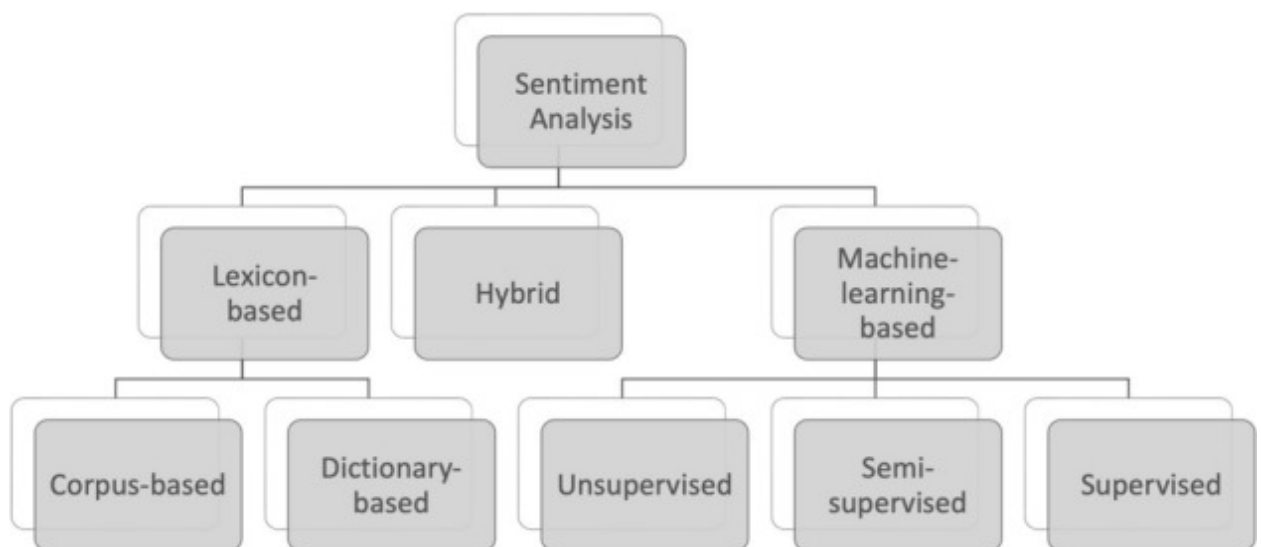 Sentiment
Analysis
Lexicon-
based
Hybrid
Machine-
learning-
based
Corpus-based
Dictionary-
based
Unsupervised
Semi-
supervised
Supervised